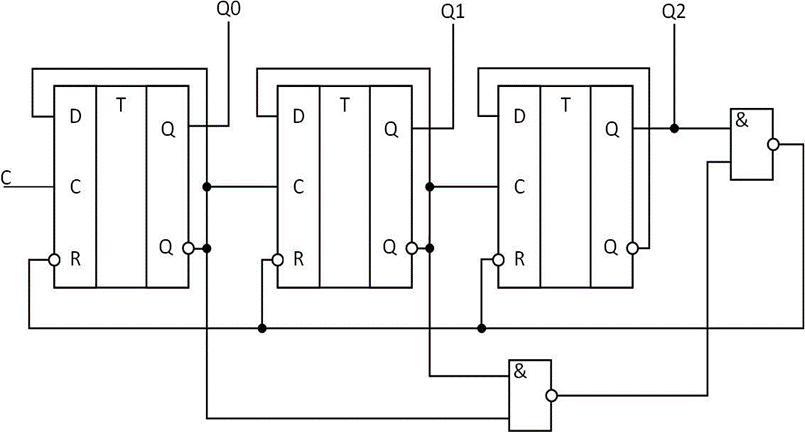 Q0 Q1 Q2
D T Q
D T Q
D T Q
&
C C C C
Q Q Q
R R R
&